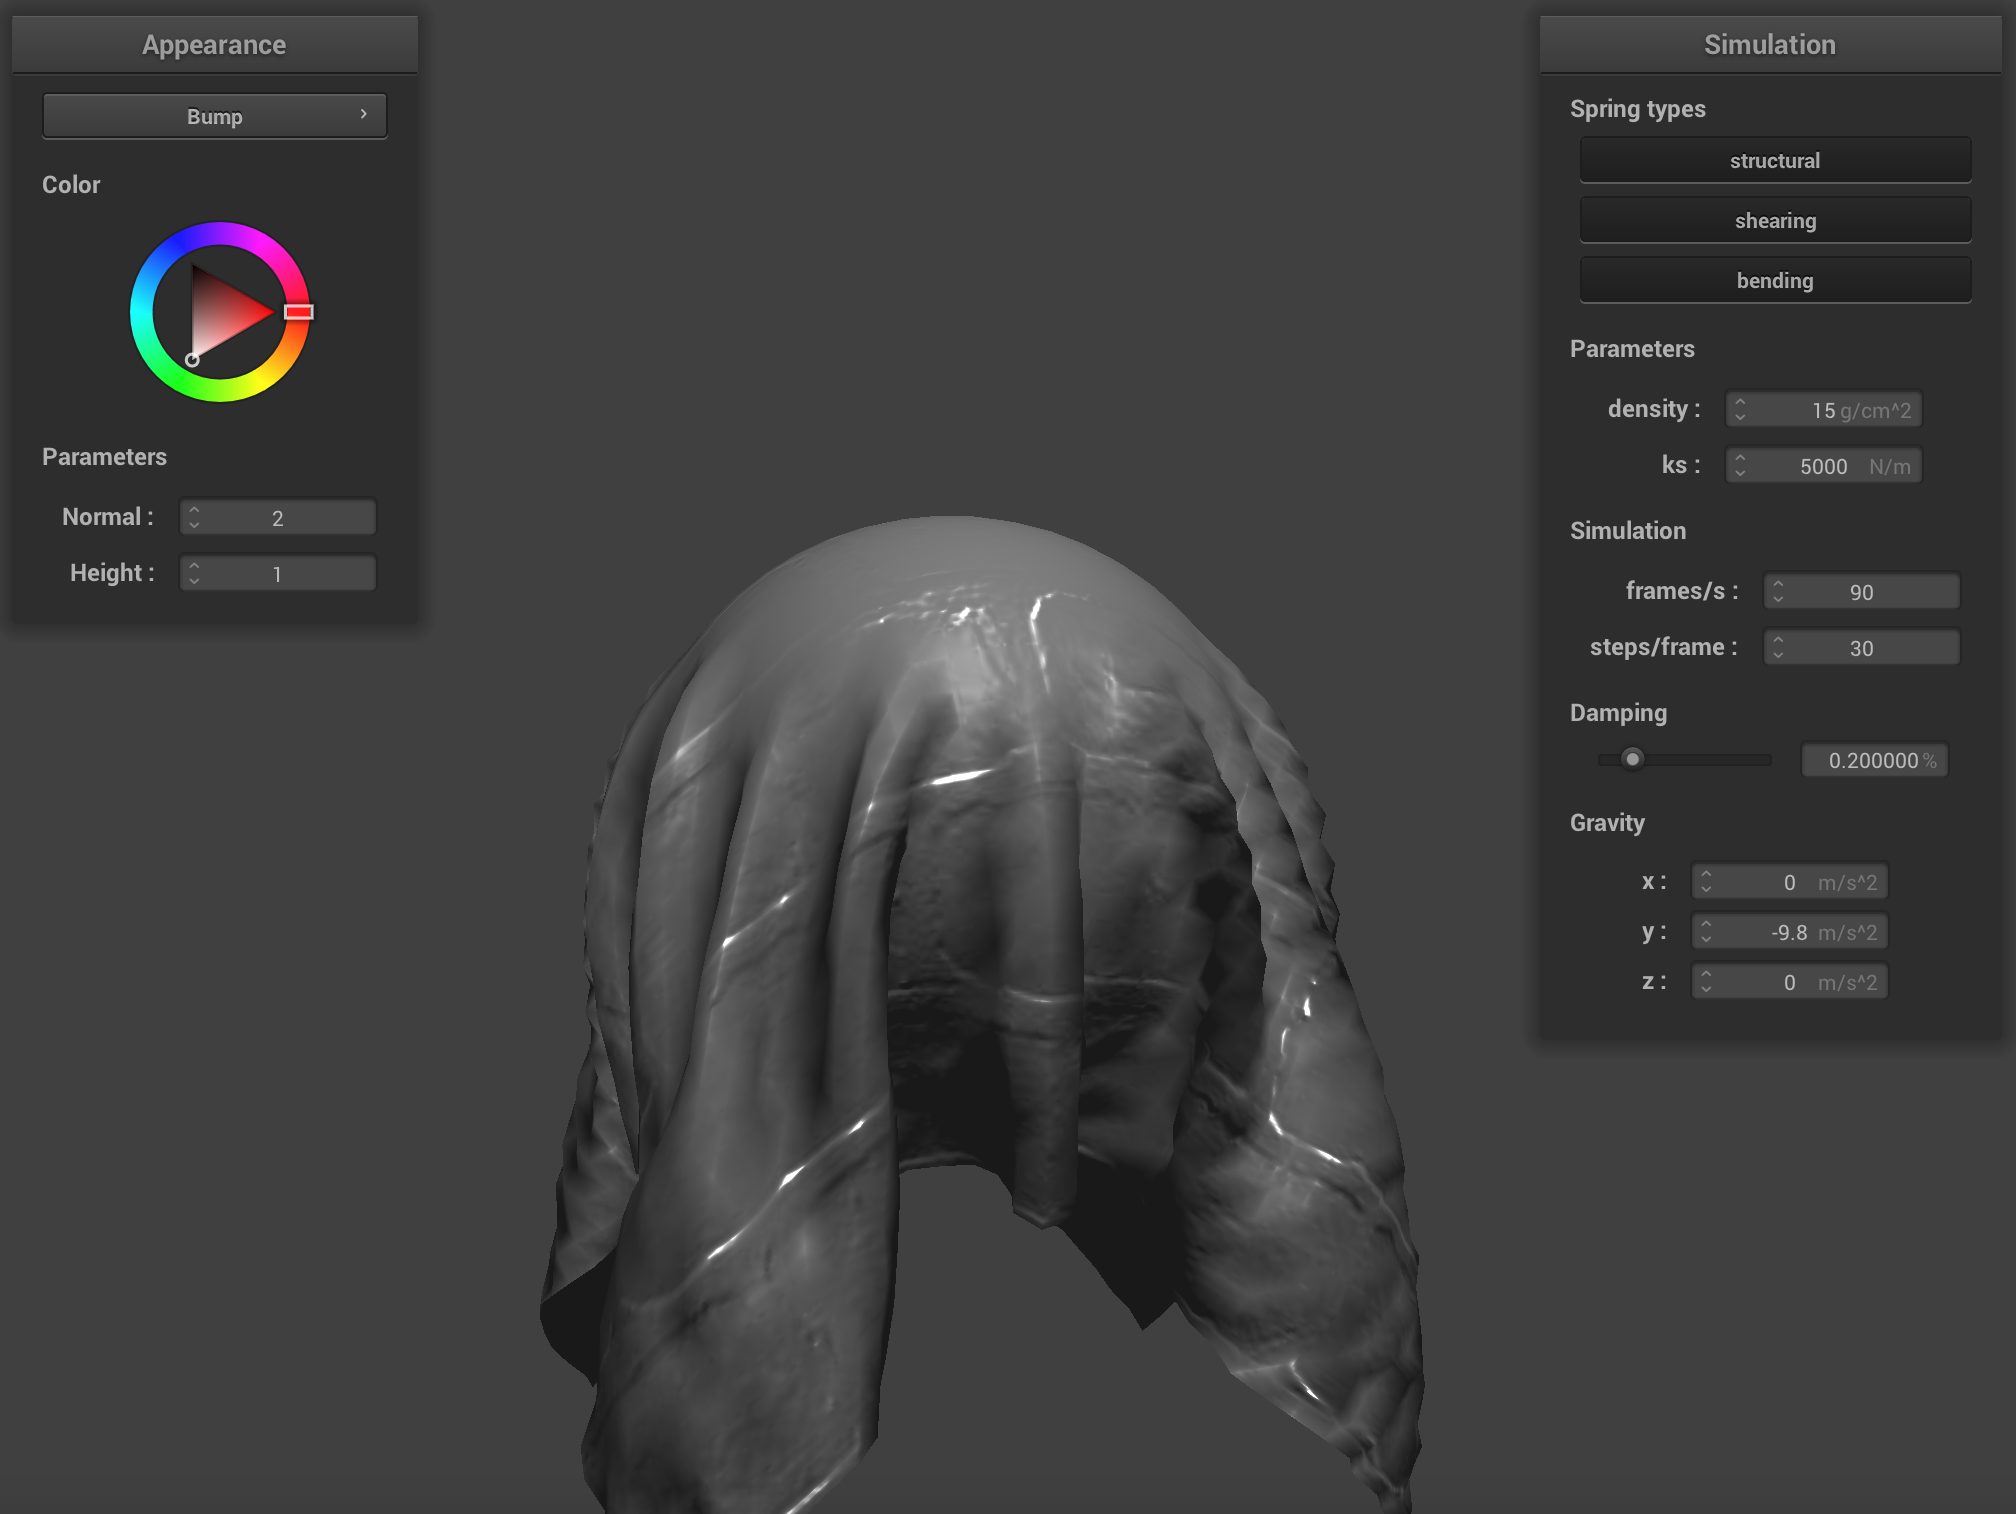 Appearance
Bump
Color
Parameters
Normal : 2
Height : 1
Simulation
Spring types
structural
shearing
bending
Parameters
density : 15 g/cm^2
ks : 5000 N/m
Simulation
frames/s : 90
steps/frame : 30
Damping
0.200000 %
Gravity
x : 0 m/s^2
y : -9.8 m/s^2
z : 0 m/s^2